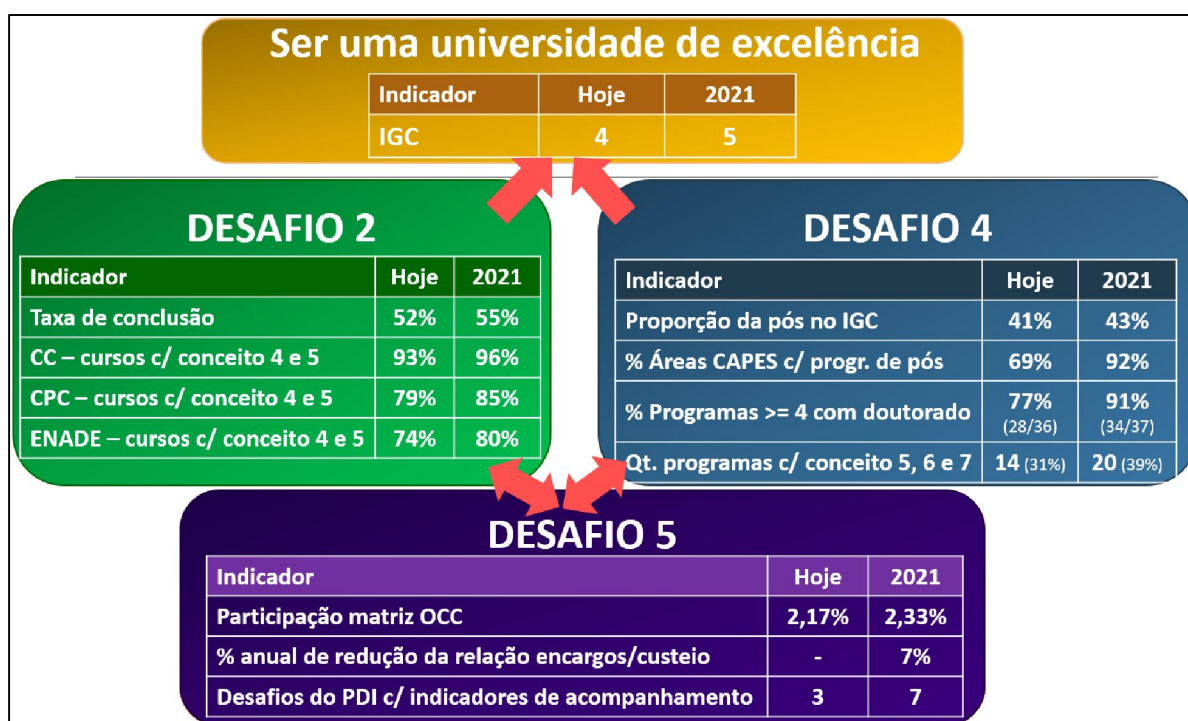 Ser uma universidade de excelência
Indicador Hoje 2021
IGC 4 5
DESAFIO 2
Indicador Hoje 2021
Taxa de conclusão 52% 55%
CC – cursos c/ conceito 4 e 5 93% 96%
CPC – cursos c/ conceito 4 e 5 79% 85%
ENADE – cursos c/ conceito 4 e 5 74% 80%
DESAFIO 4
Indicador Hoje 2021
Proporção da pós no IGC 41% 43%
% Áreas CAPES c/ progr. de pós 69% 92%
% Programas >= 4 com doutorado 77% 91%
(28/36) (34/37)
Qt. programas c/ conceito 5, 6 e 7 14 (31%) 20 (39%)
DESAFIO 5
Indicador Hoje 2021
Participação matriz OCC 2,17% 2,33%
% anual de redução da relação encargos/custeio - 7%
Desafios do PDI c/ indicadores de acompanhamento 3 7